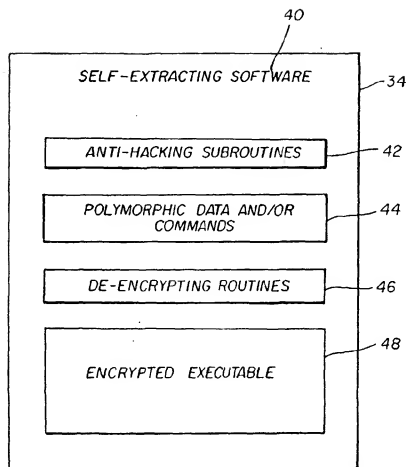 40
SELF-EXTRACTING SOFTWARE
34
ANTI-HACKING SUBROUTINES
42
POLYMORPHIC DATA AND/OR
COMMANDS
44
DE-ENCRYPTING ROUTINES
46
ENCRYPTED EXECUTABLE
48